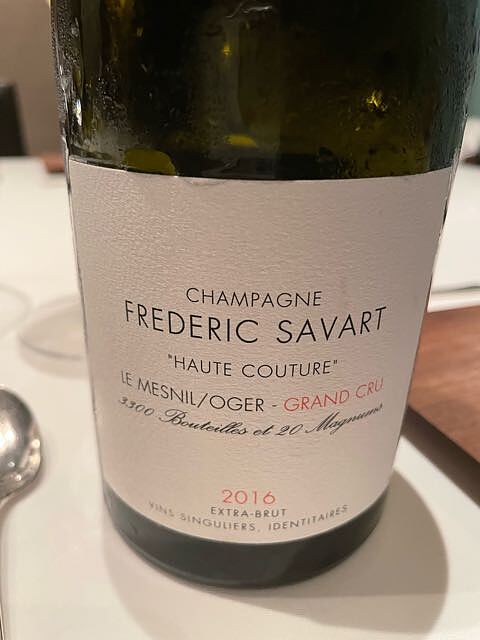 CHAMPAGNE
FREDERIC SAVART
"HAUTE COUTURE"
LE MESNIL/OGER - GRAND CRU
3300 Bouteilles et 20 Magnums
2016
EXTRA-BRUT
VINS SINGULIERS, IDENTITAIRES